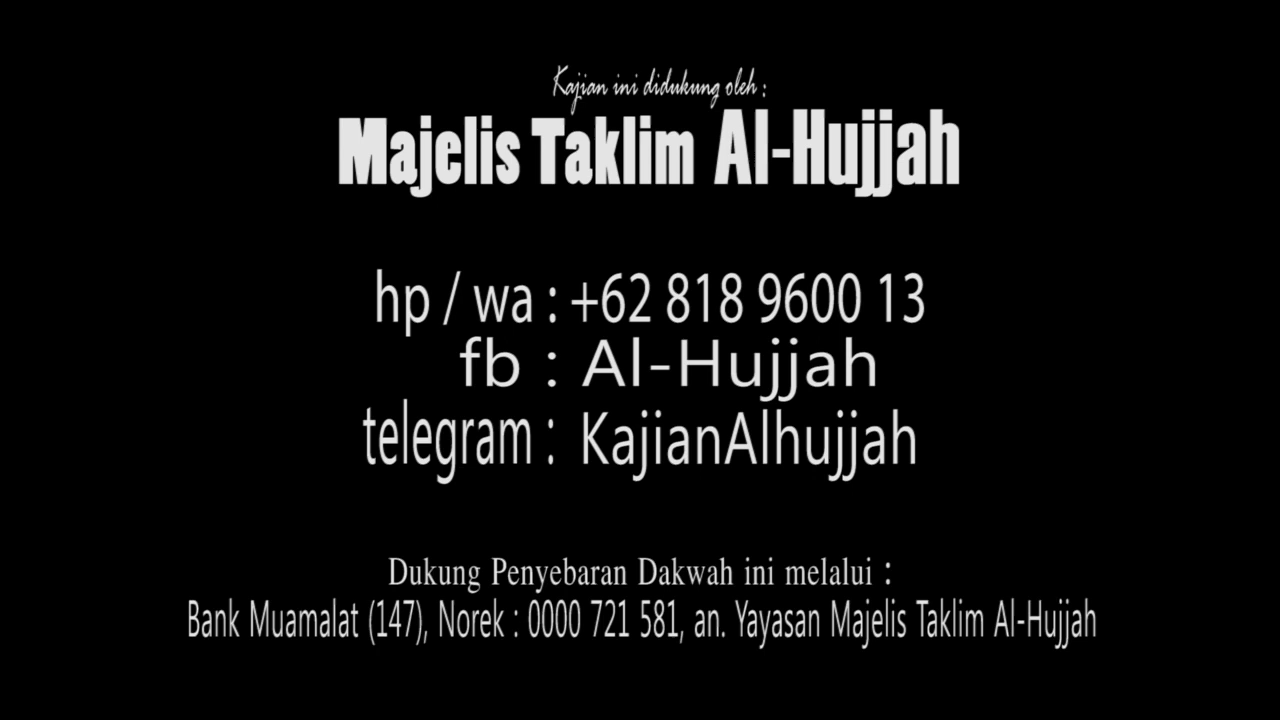 Kajian ini didukung oleh :
Majelis Taklim Al-Hujjah
hp / wa : +62 818 9600 13
fb : Al-Hujjah
telegram : KajianAlhujjah
Dukung Penyebaran Dakwah ini melalui :
Bank Muamalat (147), Norek : 0000 721 581, an. Yayasan Majelis Taklim Al-Hujjah